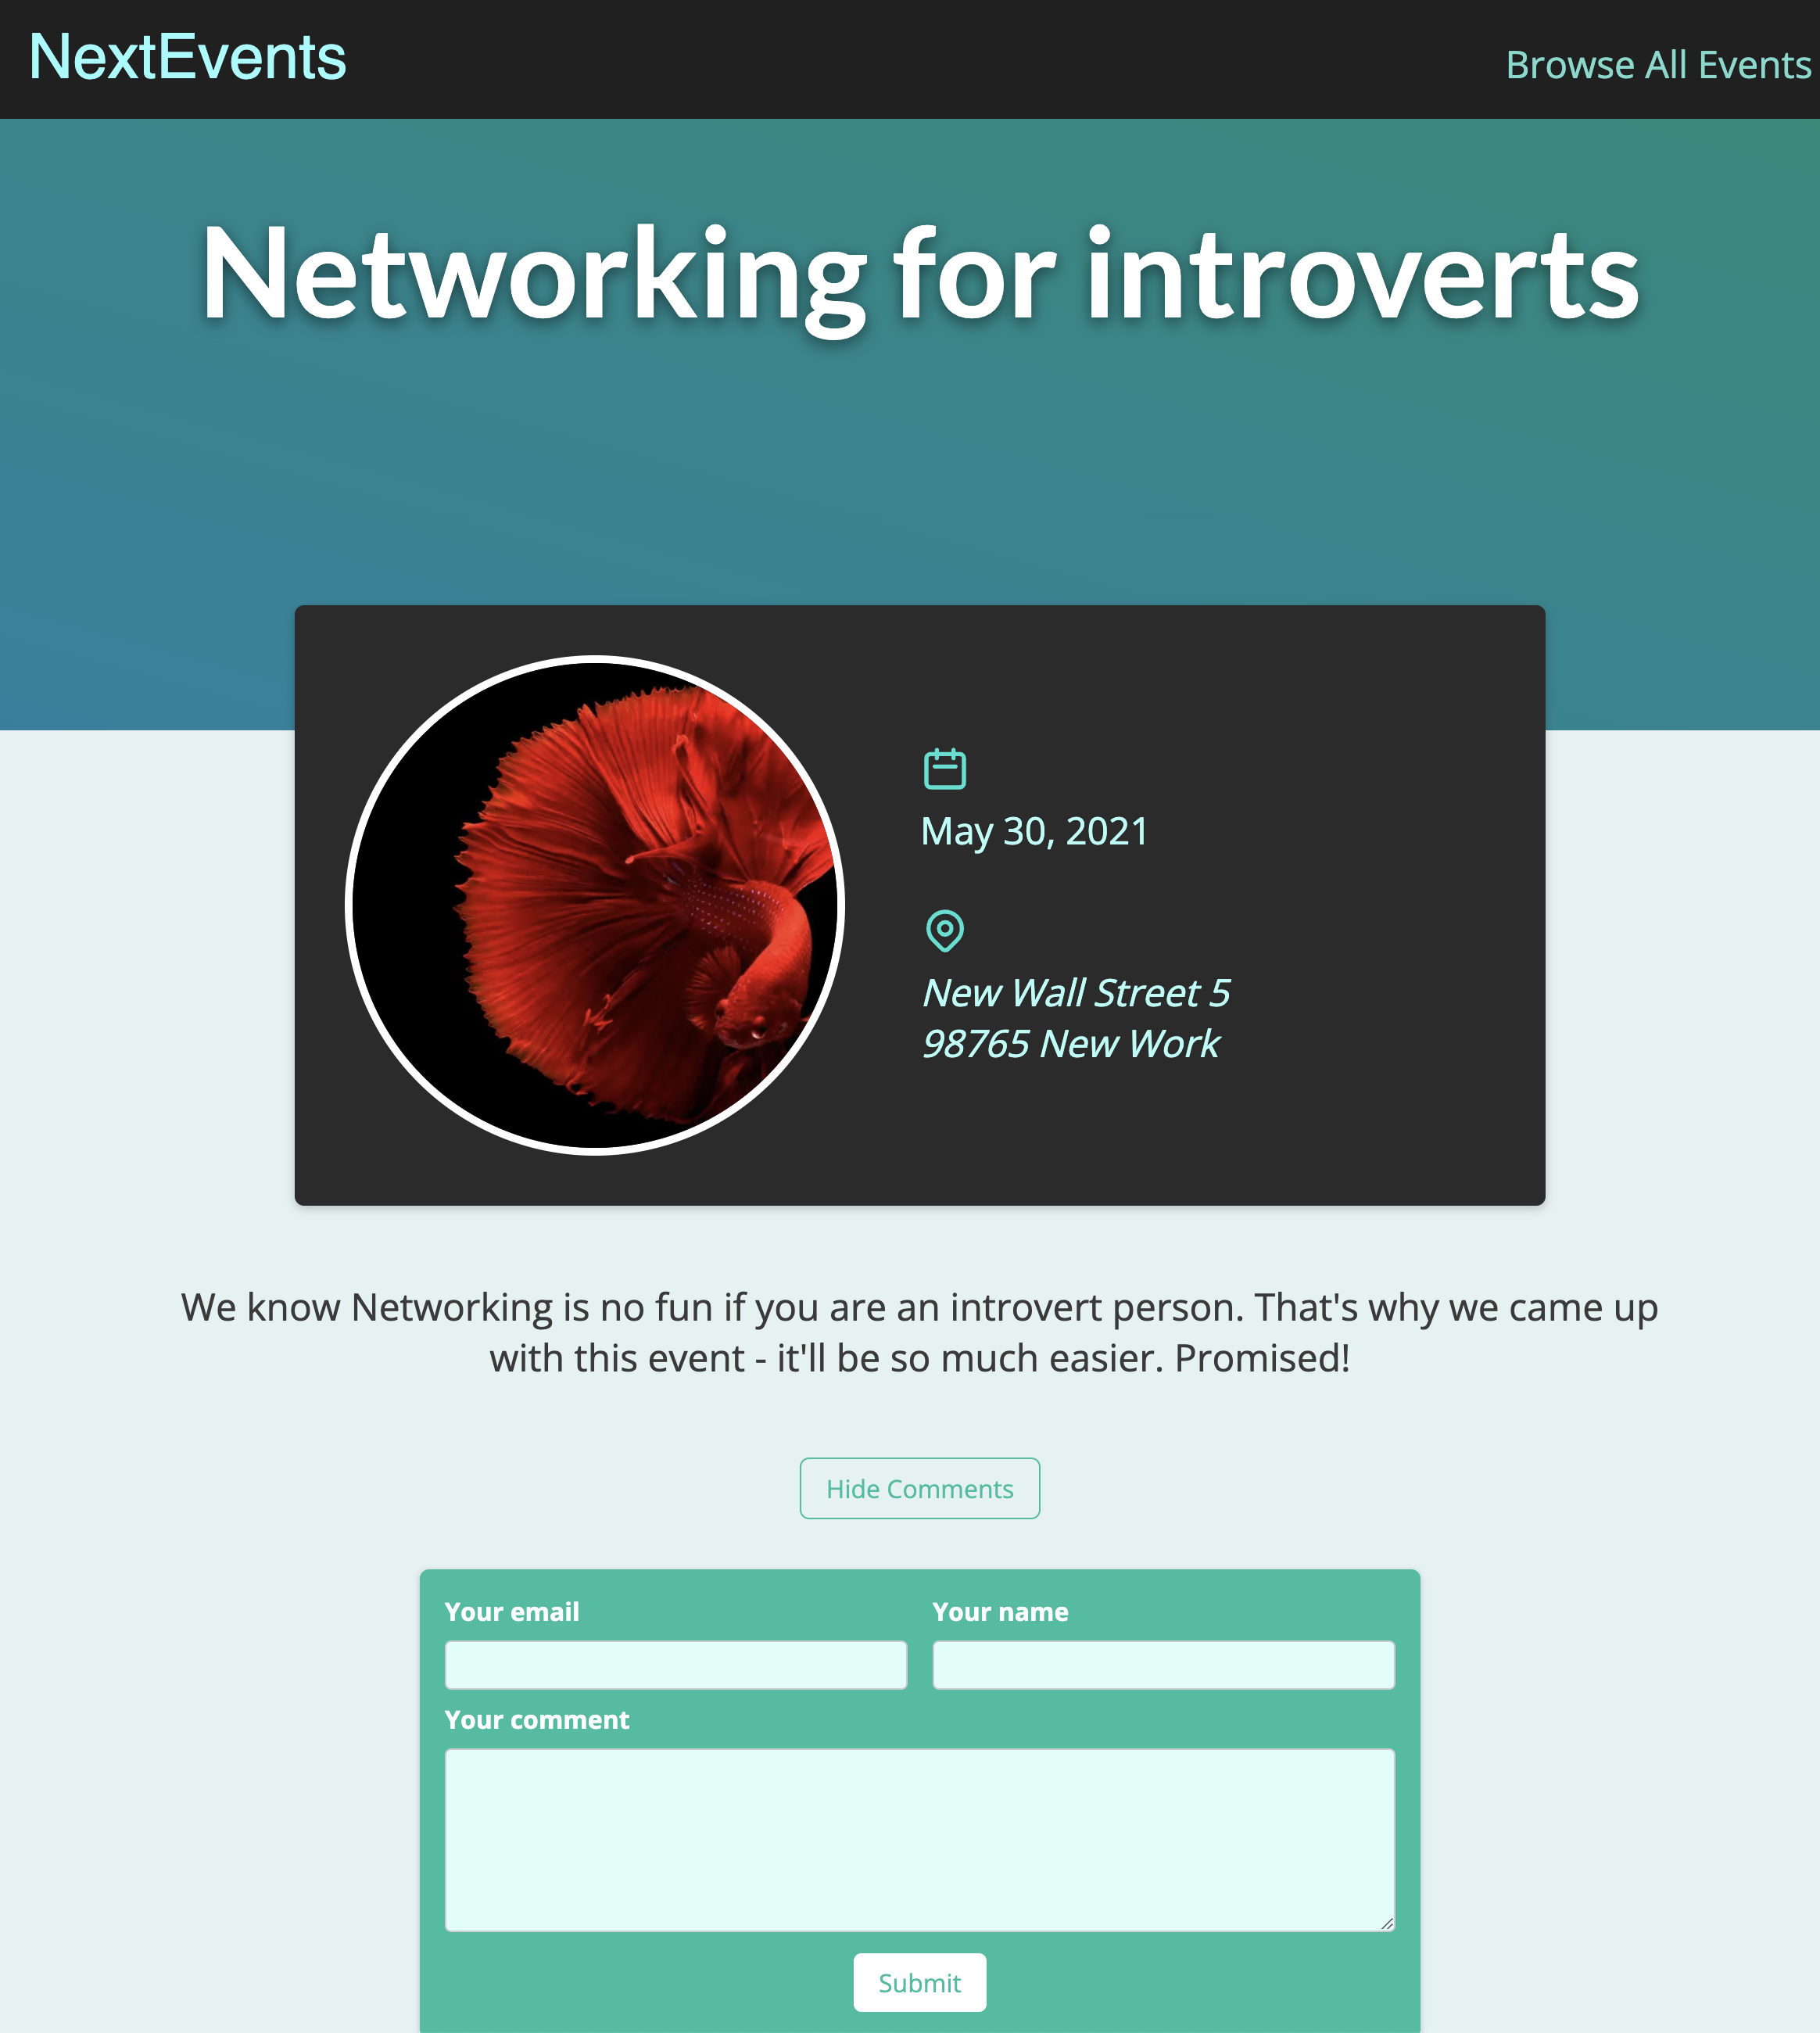 NextEvents
Browse All Events
Networking for introverts
May 30, 2021
New Wall Street 5
98765 New Work
We know Networking is no fun if you are an introvert person. That's why we came up
with this event - it'll be so much easier. Promised!
Hide Comments
Your email
Your name
Your comment
Submit